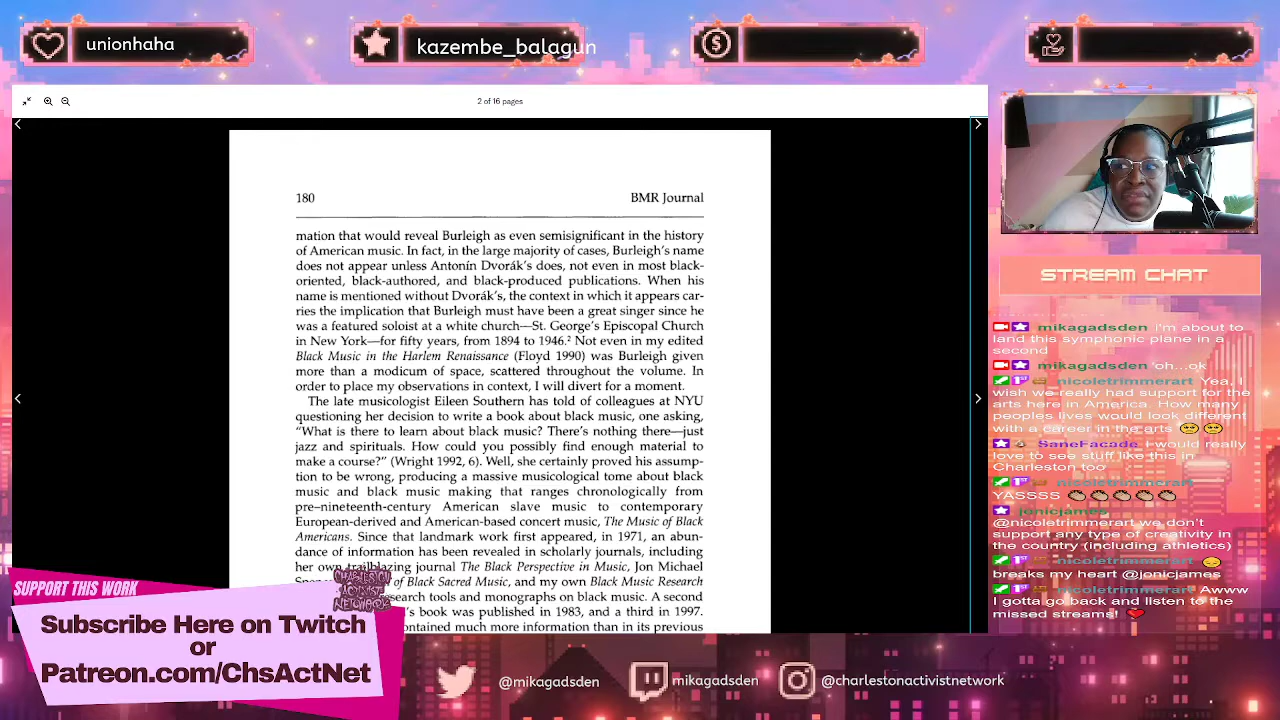 unionhaha
kazembe_balagun
2 of 16 pages
180 BMR Journal
mation that would reveal Burleigh as even semisignificant in the history
of American music. In fact, in the large majority of cases, Burleigh's name
does not appear unless Antonín Dvorák's does, not even in most black-
oriented, black-authored, and black-produced publications. When his
name is mentioned without Dvorák's, the context in which it appears car-
ries the implication that Burleigh must have been a great singer since he
was a featured soloist at a white church—St. George's Episcopal Church
in New York—for fifty years, from 1894 to 1946.² Not even in my edited
Black Music in the Harlem Renaissance (Floyd 1990) was Burleigh given
more than a modicum of space, scattered throughout the volume. In
order to place my observations in context, I will divert for a moment.
The late musicologist Eileen Southern has told of colleagues at NYU
questioning her decision to write a book about black music, one asking,
"What is there to learn about black music? There's nothing there—just
jazz and spirituals. How could you possibly find enough material to
make a course?" (Wright 1992, 6). Well, she certainly proved his assump-
tion to be wrong, producing a massive musicological tome about black
music and black music making that ranges chronologically from
pre–nineteenth-century American slave music to contemporary
European-derived and American-based concert music, The Music of Black
Americans. Since that landmark work first appeared, in 1971, an abun-
dance of information has been revealed in scholarly journals, including
her own trailblazing journal The Black Perspective in Music, Jon Michael
of Black Sacred Music, and my own Black Music Research
search tools and monographs on black music. A second
's book was published in 1983, and a third in 1997.
ontained much more information than in its previous
STREAM CHAT
mikagadsden i'm about to
land this symphonic plane in a
second
mikagadsden 'oh...ok
nicoletrimmerart Yea, I
wish we really had support for the
arts here in America. How many
peoples lives would look different
with a career in the arts
SaneFacade i would really
love to see stuff like this in
Charleston too
nicoletrimmerart
YASSSS
jonicjames
@nicoletrimmerart we don't
support any type of creativity in
the country (including athletics)
nicoletrimmerart
breaks my heart @jonicjames
nicoletrimmerart Awww
I gotta go back and listen to the
missed streams!
SUPPORT THIS WORK
CHARLESTON
ACTIVIST
NETWORK
Subscribe Here on Twitch
or
Patreon.com/ChsActNet
@mikagadsden
mikagadsden
@charlestonactivistnetwork